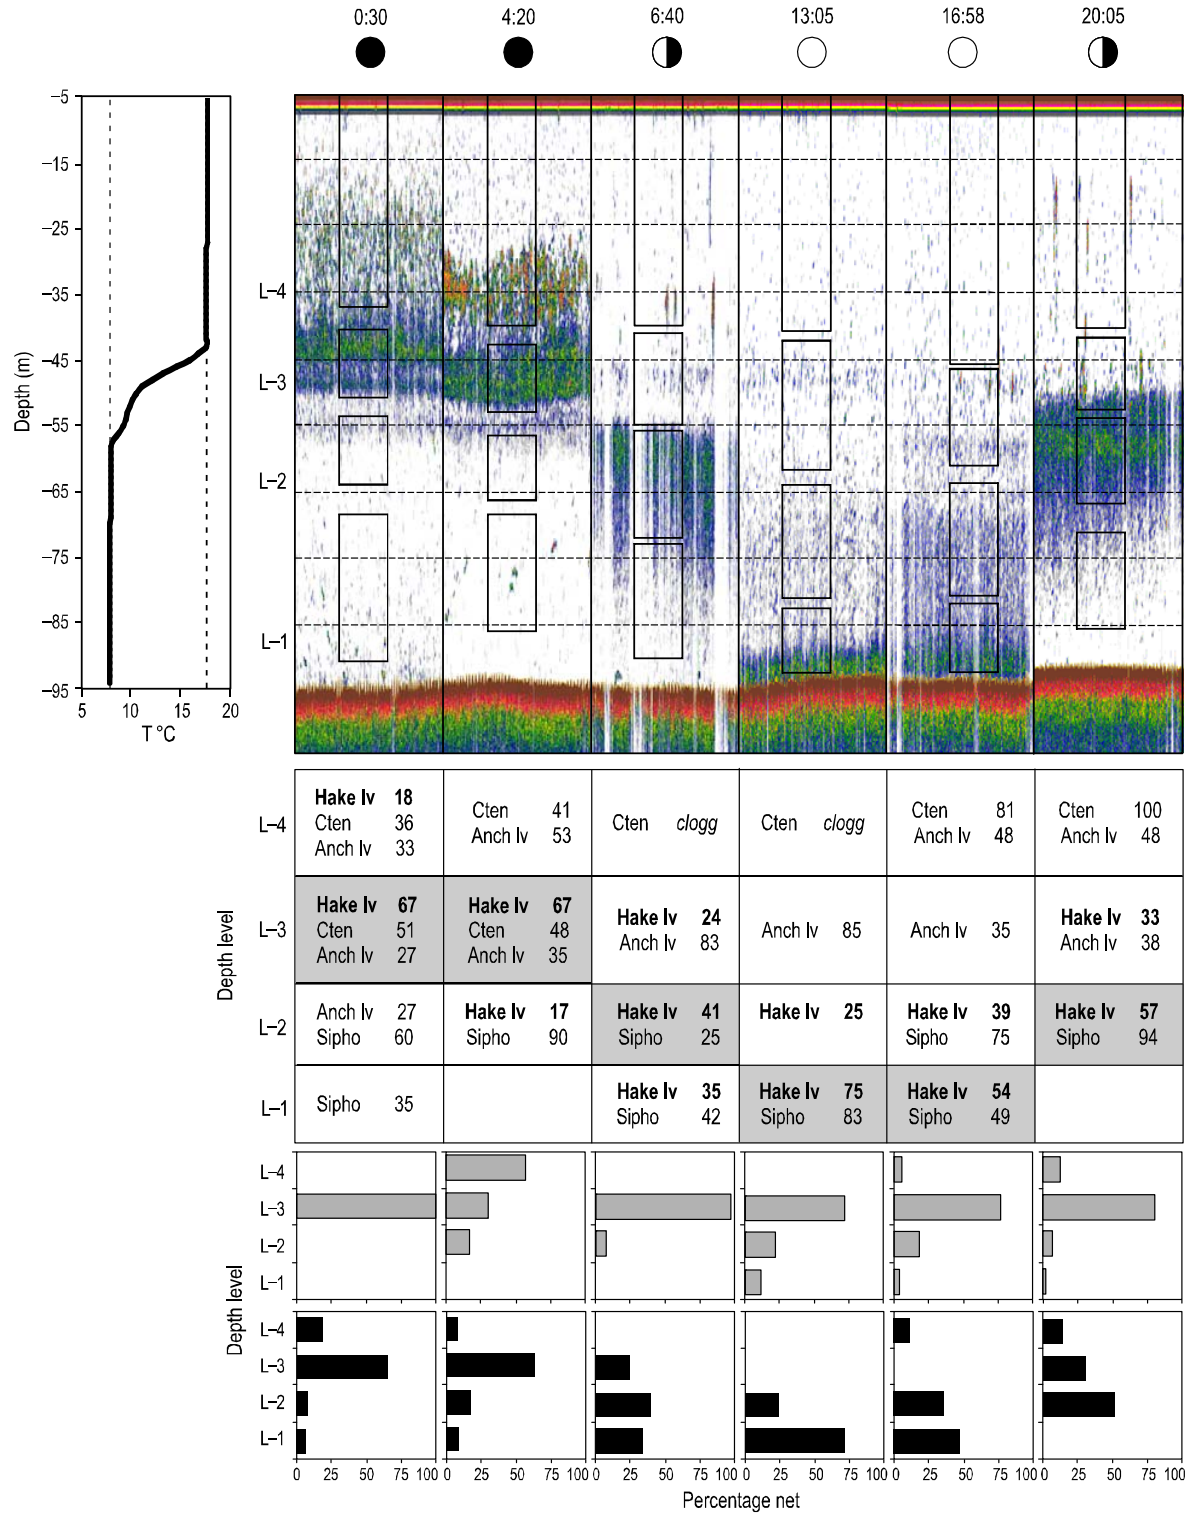 0:30 4:20 6:40 13:05 16:58 20:05
–5
–15
–25
–35
–45
–55
–65
–75
–85
–95
Depth (m)
5 10 15 20
T °C
L–4
L–3
L–2
L–1
Depth level
L–4
Hake lv 18
Cten 36
Anch lv 33
Cten 41
Anch lv 53
Cten clogg
Cten clogg
Cten 81
Anch lv 48
Cten 100
Anch lv 48
L–3
Hake lv 67
Cten 51
Anch lv 27
Hake lv 67
Cten 48
Anch lv 35
Hake lv 24
Anch lv 83
Anch lv 85
Anch lv 35
Hake lv 33
Anch lv 38
L–2
Anch lv 27
Sipho 60
Hake lv 17
Sipho 90
Hake lv 41
Sipho 25
Hake lv 25
Hake lv 39
Sipho 75
Hake lv 57
Sipho 94
L–1
Sipho 35
Hake lv 35
Sipho 42
Hake lv 75
Sipho 83
Hake lv 54
Sipho 49
Depth level
L–4
L–3
L–2
L–1
L–4
L–3
L–2
L–1
0 25 50 75 100 0 25 50 75 100 0 25 50 75 100 0 25 50 75 100 0 25 50 75 100 0 25 50 75 100
Percentage net